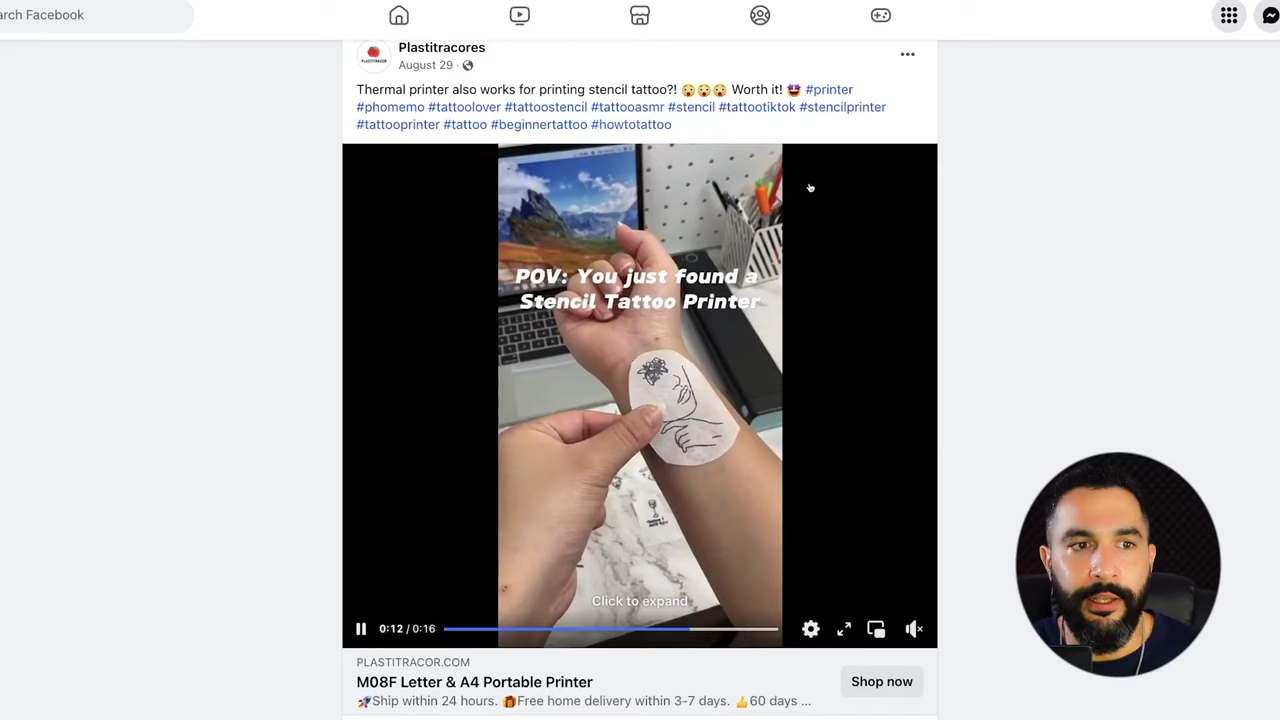 arch Facebook
Plastitracores
August 29 ·
Thermal printer also works for printing stencil tattoo?! 😯😯😯 Worth it! 🤩 #printer
#phomemo #tattoolover #tattoostencil #tattooasmr #stencil #tattootiktok #stencilprinter
#tattooprinter #tattoo #beginnertattoo #howtotattoo
POV: You just found a
Stencil Tattoo Printer
Click to expand
0:12 / 0:16
PLASTITRACOR.COM
M08F Letter & A4 Portable Printer
🚀Ship within 24 hours. 🎁Free home delivery within 3-7 days. 👍60 days ...
Shop now